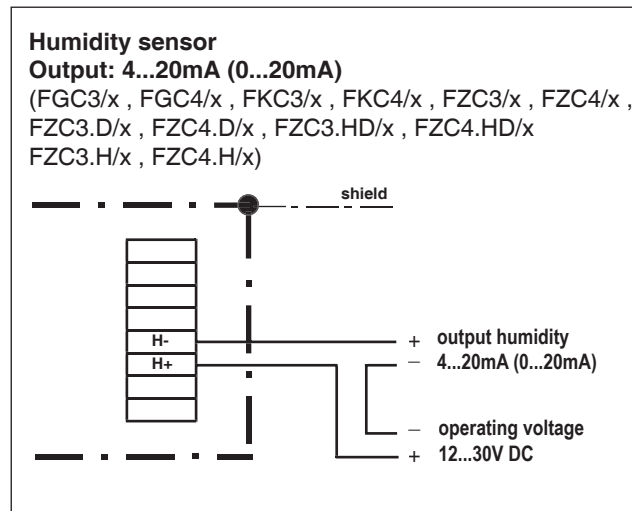 Humidity sensor
Output: 4...20mA (0...20mA)
(FGC3/x , FGC4/x , FKC3/x , FKC4/x , FZC3/x , FZC4/x ,
FZC3.D/x , FZC4.D/x , FZC3.HD/x , FZC4.HD/x
FZC3.H/x , FZC4.H/x)
shield
H- + output humidity
H+ − 4...20mA (0...20mA)
− operating voltage
+ 12...30V DC